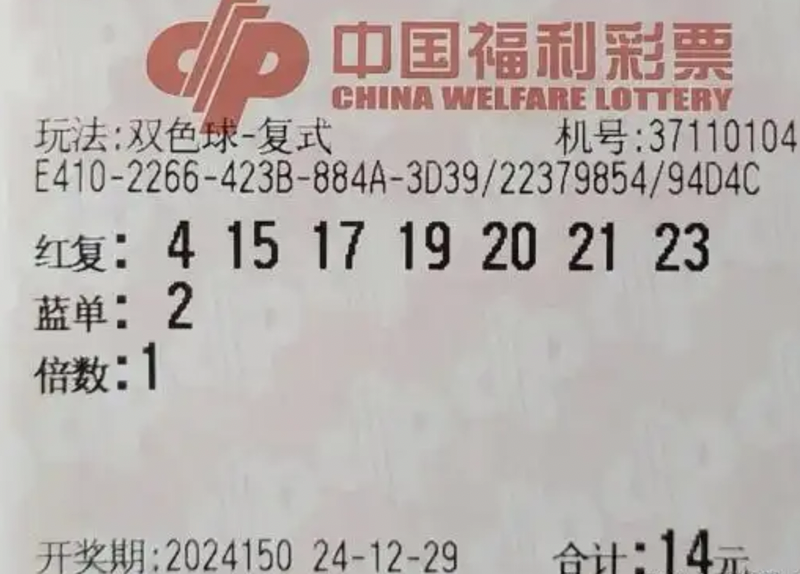 中国福利彩票
CHINA WELFARE LOTTERY
玩法:双色球-复式 机号:37110104
E410-2266-423B-884A-3D39/22379854/94D4C
红复: 4 15 17 19 20 21 23
蓝单: 2
倍数:1
开奖期:2024150 24-12-29 合计:14元